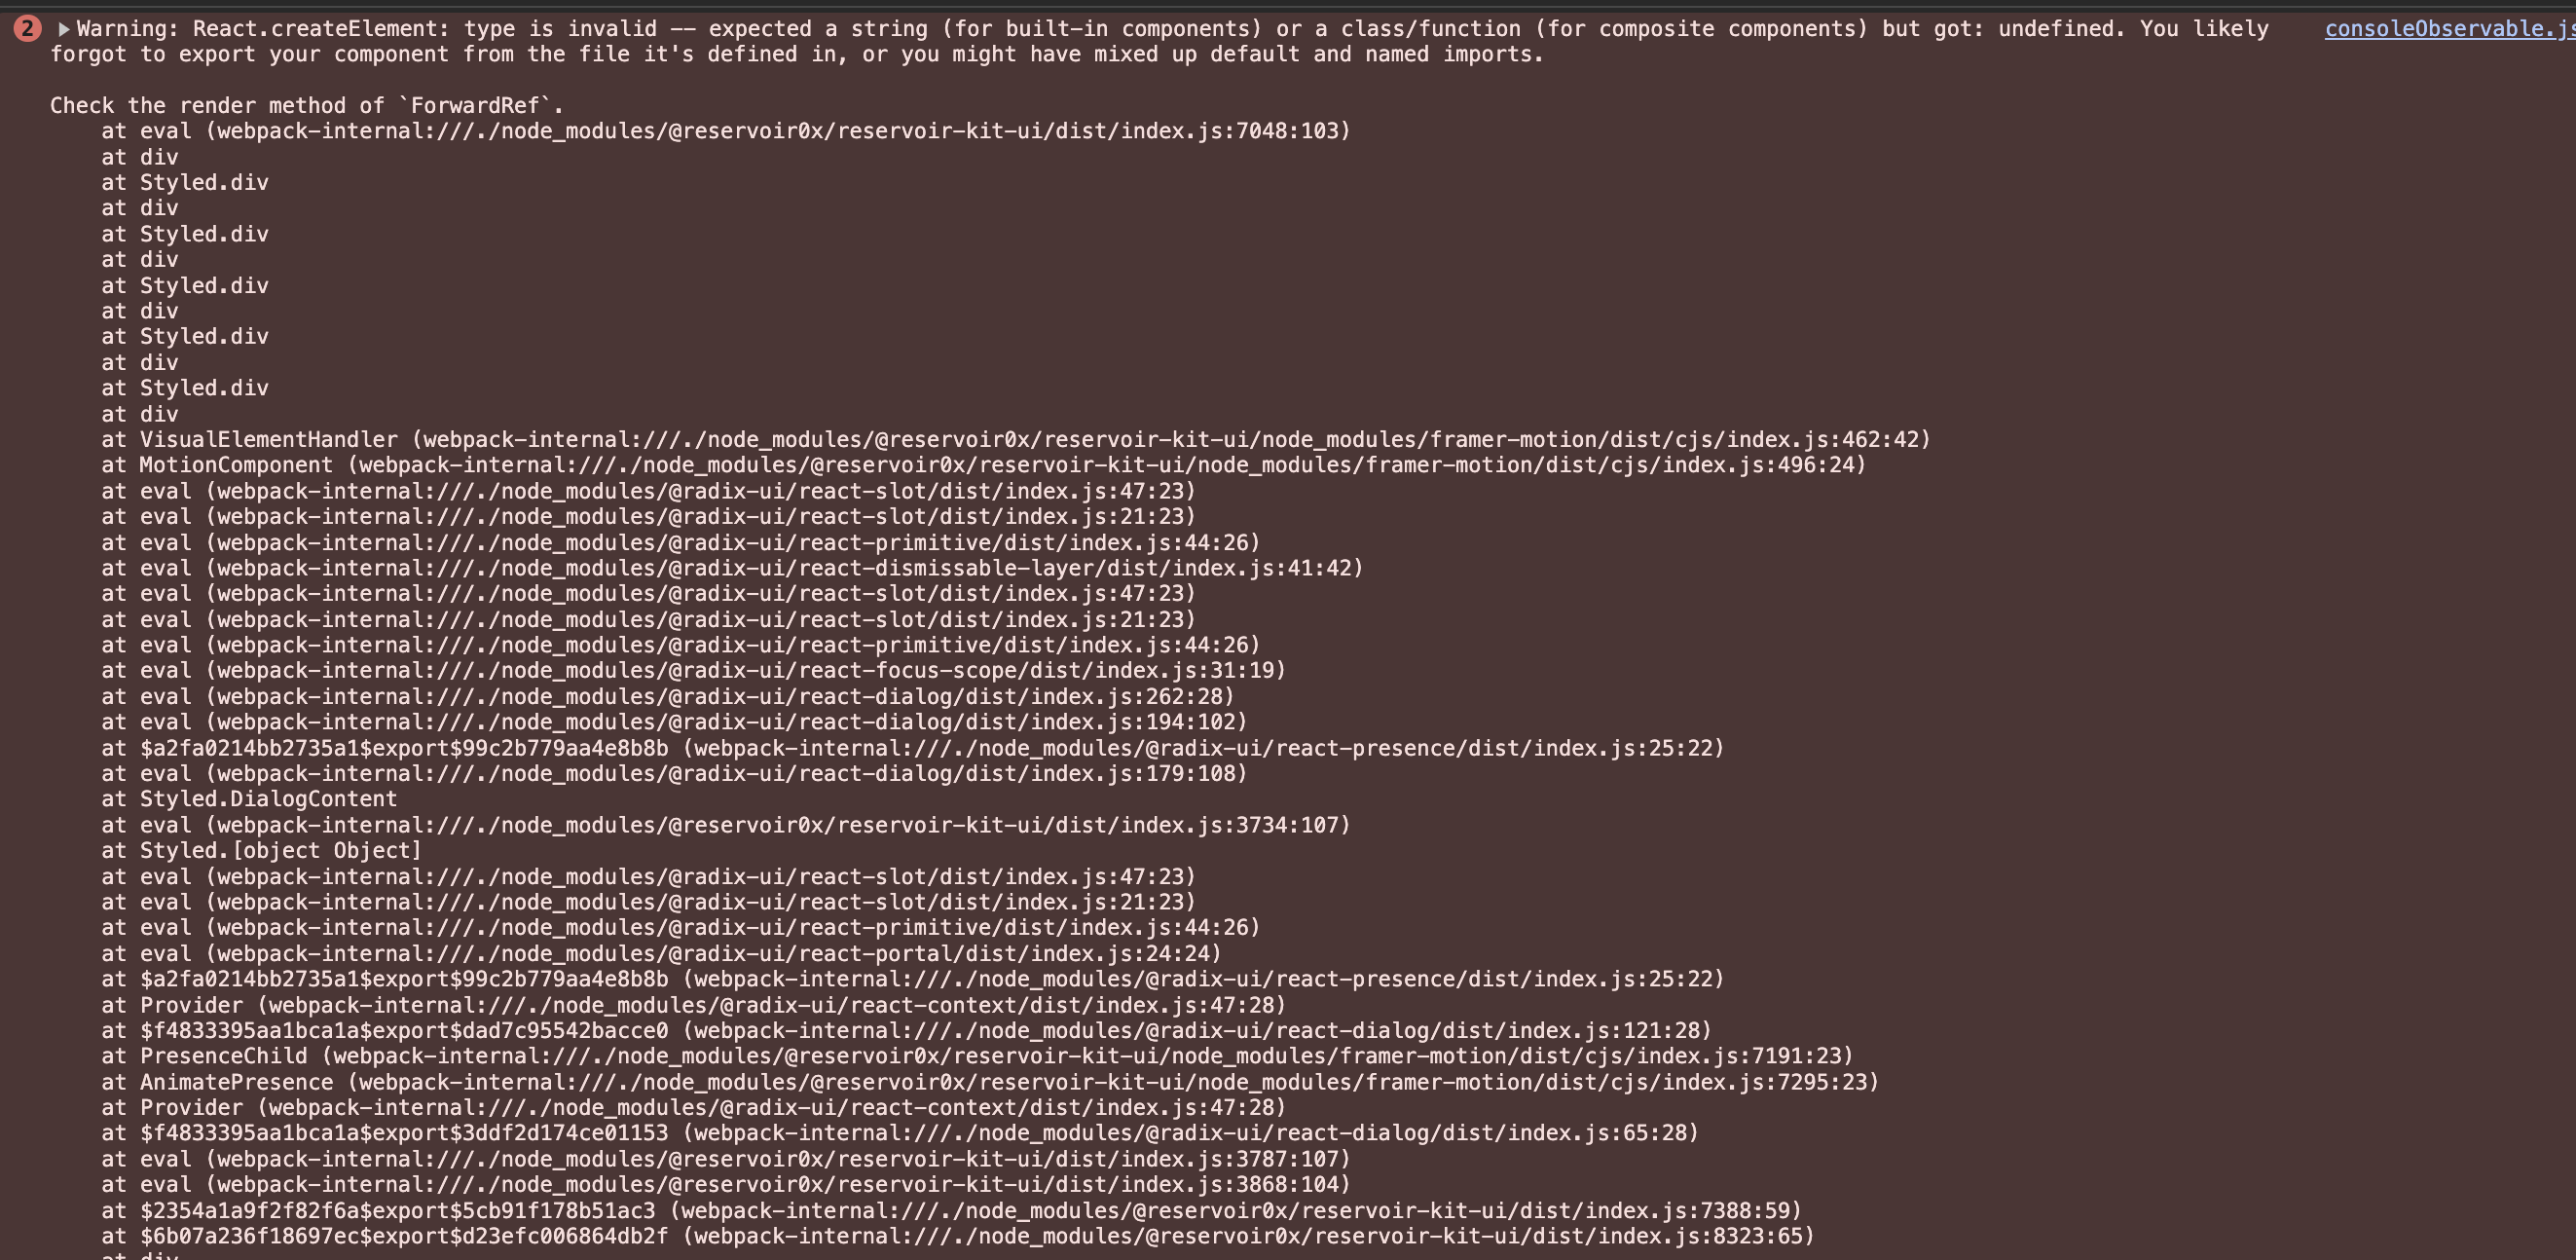 2 ▶Warning: React.createElement: type is invalid -- expected a string (for built-in components) or a class/function (for composite components) but got: undefined. You likely consoleObservable.js
forgot to export your component from the file it's defined in, or you might have mixed up default and named imports.
Check the render method of `ForwardRef`.
at eval (webpack-internal:///./node_modules/@reservoir0x/reservoir-kit-ui/dist/index.js:7048:103)
at div
at Styled.div
at div
at Styled.div
at div
at Styled.div
at div
at Styled.div
at div
at Styled.div
at div
at VisualElementHandler (webpack-internal:///./node_modules/@reservoir0x/reservoir-kit-ui/node_modules/framer-motion/dist/cjs/index.js:462:42)
at MotionComponent (webpack-internal:///./node_modules/@reservoir0x/reservoir-kit-ui/node_modules/framer-motion/dist/cjs/index.js:496:24)
at eval (webpack-internal:///./node_modules/@radix-ui/react-slot/dist/index.js:47:23)
at eval (webpack-internal:///./node_modules/@radix-ui/react-slot/dist/index.js:21:23)
at eval (webpack-internal:///./node_modules/@radix-ui/react-primitive/dist/index.js:44:26)
at eval (webpack-internal:///./node_modules/@radix-ui/react-dismissable-layer/dist/index.js:41:42)
at eval (webpack-internal:///./node_modules/@radix-ui/react-slot/dist/index.js:47:23)
at eval (webpack-internal:///./node_modules/@radix-ui/react-slot/dist/index.js:21:23)
at eval (webpack-internal:///./node_modules/@radix-ui/react-primitive/dist/index.js:44:26)
at eval (webpack-internal:///./node_modules/@radix-ui/react-focus-scope/dist/index.js:31:19)
at eval (webpack-internal:///./node_modules/@radix-ui/react-dialog/dist/index.js:262:28)
at eval (webpack-internal:///./node_modules/@radix-ui/react-dialog/dist/index.js:194:102)
at $a2fa0214bb2735a1$export$99c2b779aa4e8b8b (webpack-internal:///./node_modules/@radix-ui/react-presence/dist/index.js:25:22)
at eval (webpack-internal:///./node_modules/@radix-ui/react-dialog/dist/index.js:179:108)
at Styled.DialogContent
at eval (webpack-internal:///./node_modules/@reservoir0x/reservoir-kit-ui/dist/index.js:3734:107)
at Styled.[object Object]
at eval (webpack-internal:///./node_modules/@radix-ui/react-slot/dist/index.js:47:23)
at eval (webpack-internal:///./node_modules/@radix-ui/react-slot/dist/index.js:21:23)
at eval (webpack-internal:///./node_modules/@radix-ui/react-primitive/dist/index.js:44:26)
at eval (webpack-internal:///./node_modules/@radix-ui/react-portal/dist/index.js:24:24)
at $a2fa0214bb2735a1$export$99c2b779aa4e8b8b (webpack-internal:///./node_modules/@radix-ui/react-presence/dist/index.js:25:22)
at Provider (webpack-internal:///./node_modules/@radix-ui/react-context/dist/index.js:47:28)
at $f4833395aa1bca1a$export$dad7c95542bacce0 (webpack-internal:///./node_modules/@radix-ui/react-dialog/dist/index.js:121:28)
at PresenceChild (webpack-internal:///./node_modules/@reservoir0x/reservoir-kit-ui/node_modules/framer-motion/dist/cjs/index.js:7191:23)
at AnimatePresence (webpack-internal:///./node_modules/@reservoir0x/reservoir-kit-ui/node_modules/framer-motion/dist/cjs/index.js:7295:23)
at Provider (webpack-internal:///./node_modules/@radix-ui/react-context/dist/index.js:47:28)
at $f4833395aa1bca1a$export$3ddf2d174ce01153 (webpack-internal:///./node_modules/@radix-ui/react-dialog/dist/index.js:65:28)
at eval (webpack-internal:///./node_modules/@reservoir0x/reservoir-kit-ui/dist/index.js:3787:107)
at eval (webpack-internal:///./node_modules/@reservoir0x/reservoir-kit-ui/dist/index.js:3868:104)
at $2354a1a9f2f82f6a$export$5cb91f178b51ac3 (webpack-internal:///./node_modules/@reservoir0x/reservoir-kit-ui/dist/index.js:7388:59)
at $6b07a236f18697ec$export$d23efc006864db2f (webpack-internal:///./node_modules/@reservoir0x/reservoir-kit-ui/dist/index.js:8323:65)
at div